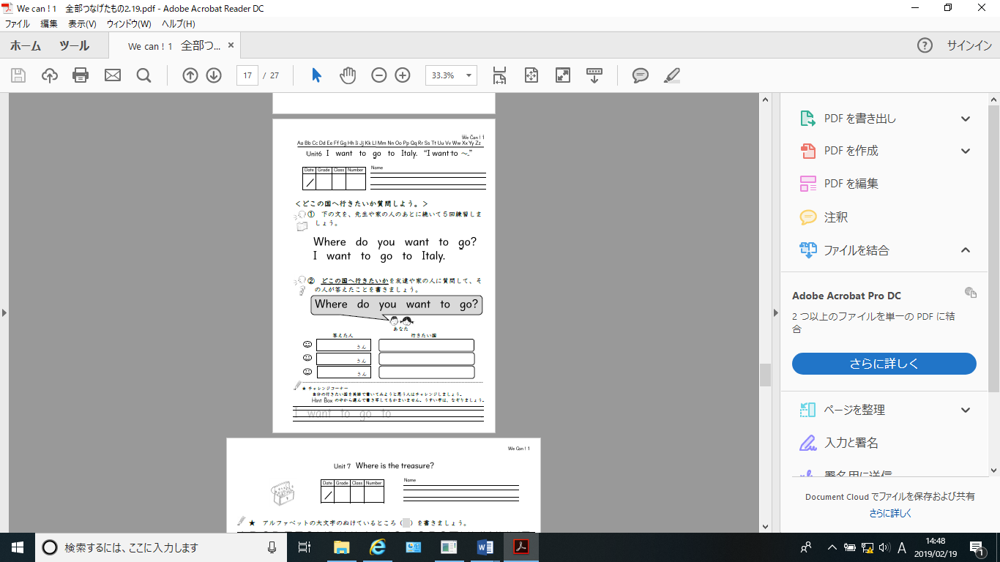 We can ! 1　全部つなげたもの2.19.pdf - Adobe Acrobat Reader DC
ファイル　編集　表示(V)　ウィンドウ(W)　ヘルプ(H)
ホーム　ツール　We can ! 1　全部つ... ×　サインイン
17 / 27　33.3%
We Can ! 1
Aa Bb Cc Dd Ee Ff Gg Hh Ii Jj Kk Ll Mm Nn Oo Pp Qq Rr Ss Tt Uu Vv Ww Xx Yy Zz
Unit6 I want to go to Italy. “I want to ～.”
Date Grade Class Number Name
／
＜どこの国へ行きたいか質問しよう。＞
①　下の文を、先生や家の人のあとに続いて５回練習しま
しょう。
Where do you want to go?
I want to go to Italy.
②　どこの国へ行きたいかを友達や家の人に質問して、そ
の人が答えたことを書きましょう。
Where do you want to go?
あなた
答えた人　行きたい国
さん
さん
さん
★ チャレンジコーナー
自分の行きたい国を英語で書いてみようと思う人はチャレンジしましょう。
Hint Box の中から選んで書き写してもかまいません。うすい字は、なぞりましょう。
I want to go to
We Can ! 1
Unit 7 Where is the treasure?
Date Grade Class Number Name
／
★　アルファベットの大文字のぬけているところ（　）を書きましょう。
PDF を書き出し
PDF を作成
PDF を編集
注釈
ファイルを結合
Adobe Acrobat Pro DC
2 つ以上のファイルを単一の PDF に結
合
さらに詳しく
ページを整理
入力と署名
署名用に送信
Document Cloud でファイルを保存および共有
さらに詳しく
検索するには、ここに入力します
A
14:48
2019/02/19
1